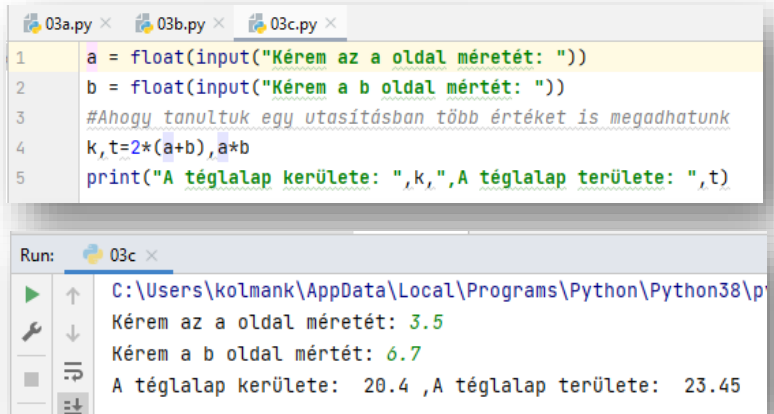 03a.py × 03b.py × 03c.py ×
1 a = float(input("Kérem az a oldal méretét: "))
2 b = float(input("Kérem a b oldal mértét: "))
3 #Ahogy tanultuk egy utasításban több értéket is megadhatunk
4 k,t=2*(a+b),a*b
5 print("A téglalap kerülete: ",k,",A téglalap területe: ",t)
Run: 03c ×
C:\Users\kolmank\AppData\Local\Programs\Python\Python38\p
Kérem az a oldal méretét: 3.5
Kérem a b oldal mértét: 6.7
A téglalap kerülete:  20.4 ,A téglalap területe:  23.45